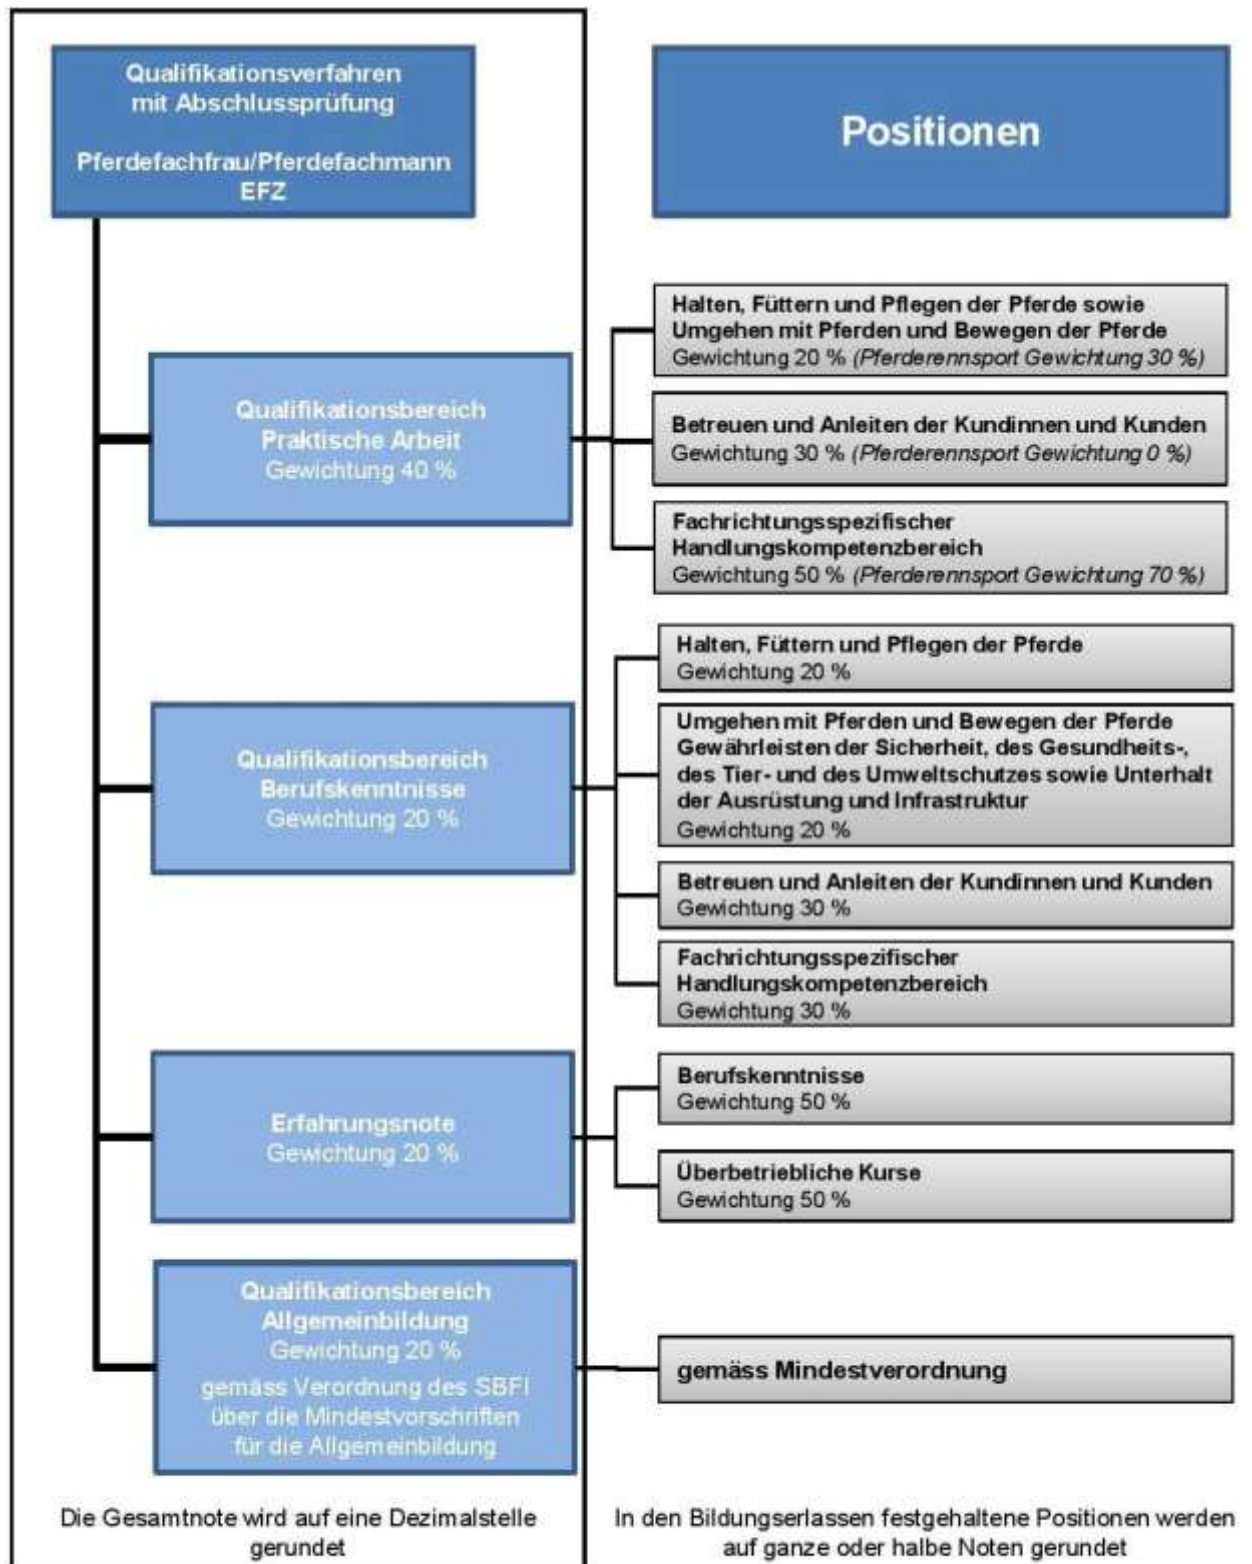 Qualifikationsverfahren
mit Abschlussprüfung
Pferdefachfrau/Pferdefachmann
EFZ
Positionen
Qualifikationsbereich
Praktische Arbeit
Gewichtung 40 %
Halten, Füttern und Pflegen der Pferde sowie
Umgehen mit Pferden und Bewegen der Pferde
Gewichtung 20 % (Pferderennsport Gewichtung 30 %)
Betreuen und Anleiten der Kundinnen und Kunden
Gewichtung 30 % (Pferderennsport Gewichtung 0 %)
Fachrichtungsspezifischer
Handlungskompetenzbereich
Gewichtung 50 % (Pferderennsport Gewichtung 70 %)
Qualifikationsbereich
Berufskenntnisse
Gewichtung 20 %
Halten, Füttern und Pflegen der Pferde
Gewichtung 20 %
Umgehen mit Pferden und Bewegen der Pferde
Gewährleisten der Sicherheit, des Gesundheits-,
des Tier- und des Umweltschutzes sowie Unterhalt
der Ausrüstung und Infrastruktur
Gewichtung 20 %
Betreuen und Anleiten der Kundinnen und Kunden
Gewichtung 30 %
Fachrichtungsspezifischer
Handlungskompetenzbereich
Gewichtung 30 %
Erfahrungsnote
Gewichtung 20 %
Berufskenntnisse
Gewichtung 50 %
Überbetriebliche Kurse
Gewichtung 50 %
Qualifikationsbereich
Allgemeinbildung
Gewichtung 20 %
gemäss Verordnung des SBFI
über die Mindestvorschriften
für die Allgemeinbildung
gemäss Mindestverordnung
Die Gesamtnote wird auf eine Dezimalstelle
gerundet
In den Bildungserlassen festgehaltene Positionen werden
auf ganze oder halbe Noten gerundet